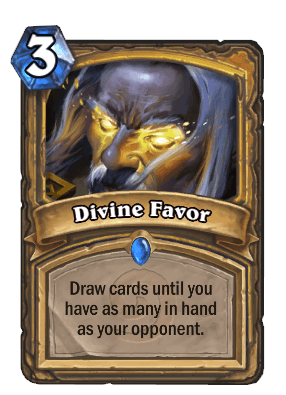 3
Divine Favor
Draw cards until you
have as many in hand
as your opponent.